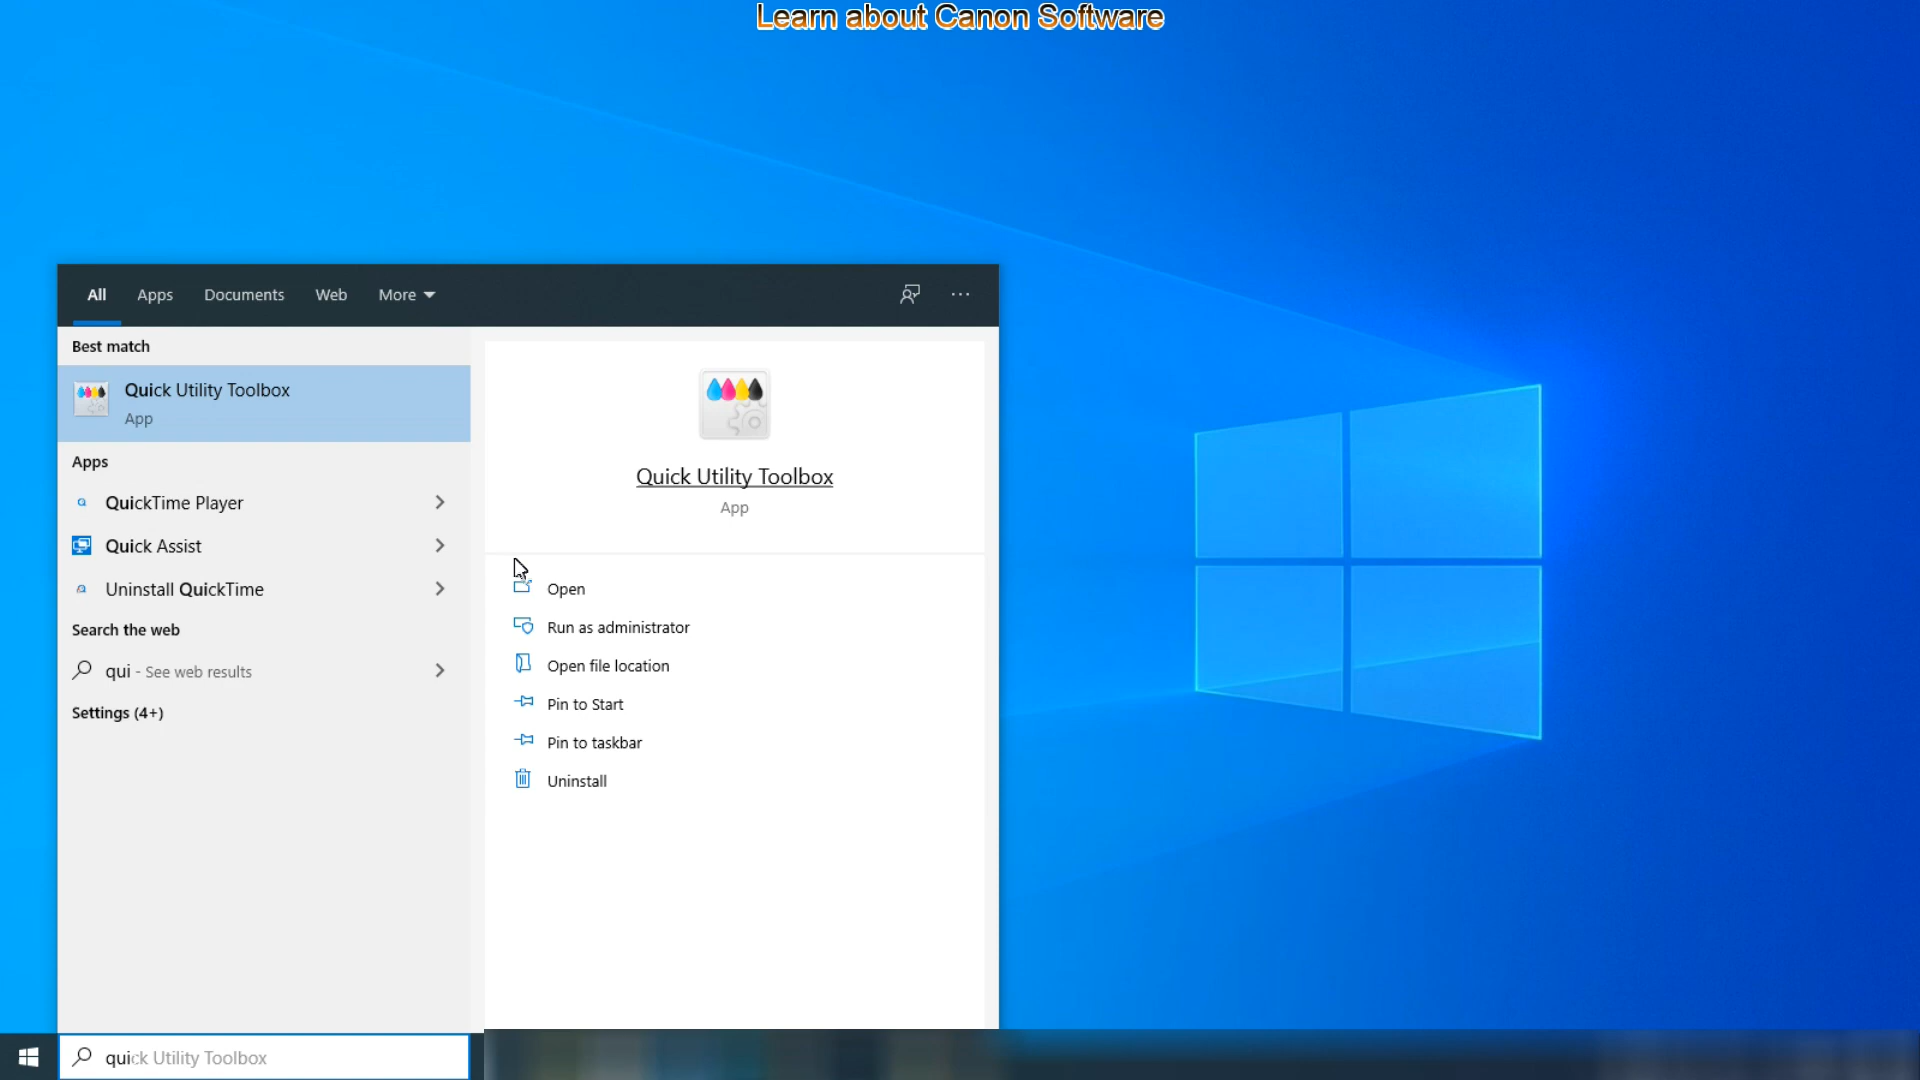 Learn about Canon Software
All Apps Documents Web More
Best match
Quick Utility Toolbox
App
Apps
QuickTime Player
Quick Assist
Uninstall QuickTime
Search the web
qui - See web results
Settings (4+)
Quick Utility Toolbox
App
Open
Run as administrator
Open file location
Pin to Start
Pin to taskbar
Uninstall
quick Utility Toolbox